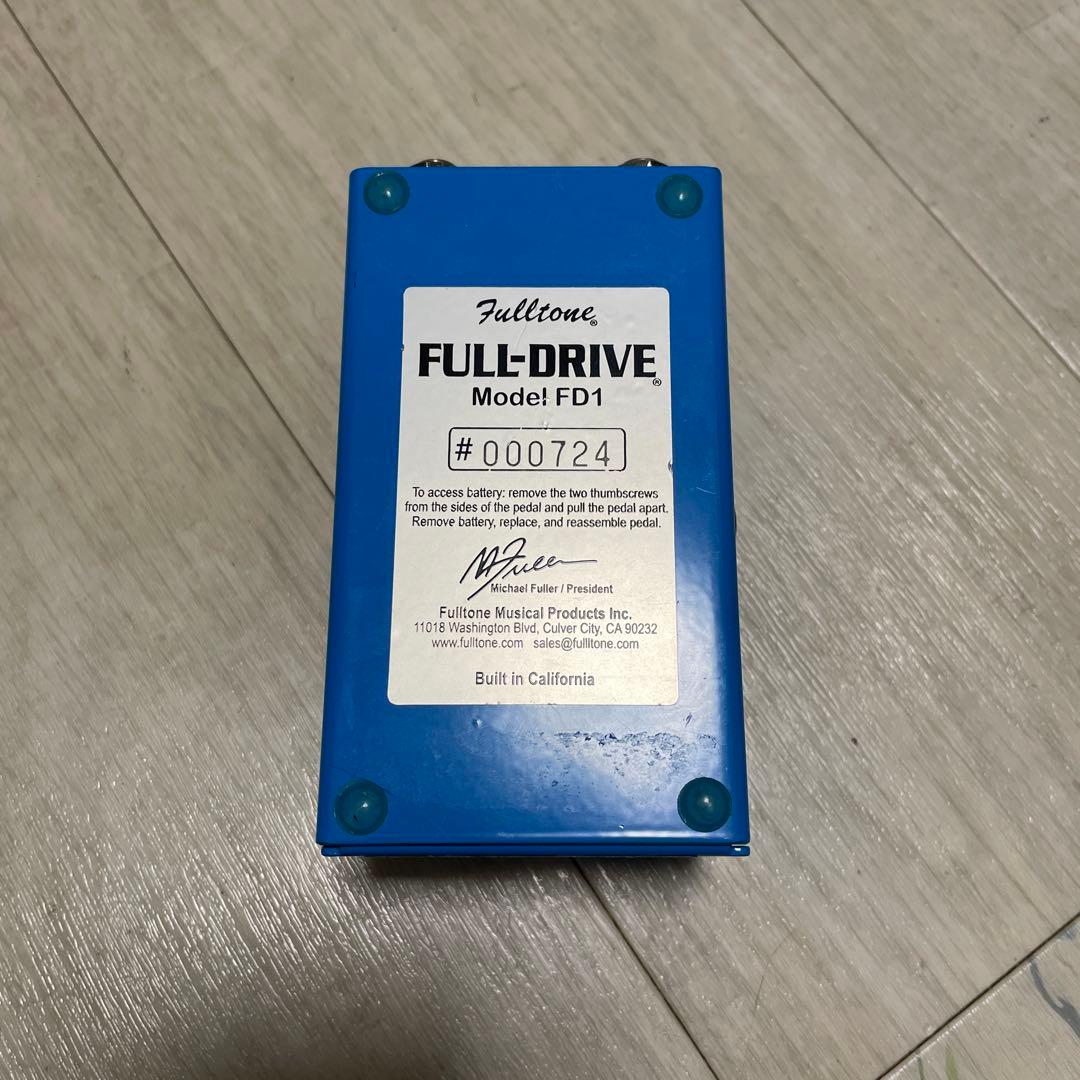 Fulltone®
FULL-DRIVE®
Model FD1
# 000724
To access battery: remove the two thumbscrews
from the sides of the pedal and pull the pedal apart.
Remove battery, replace, and reassemble pedal.
MFuller
Michael Fuller / President
Fulltone Musical Products Inc.
11018 Washington Blvd, Culver City, CA 90232
www.fulltone.com sales@fullltone.com
Built in California